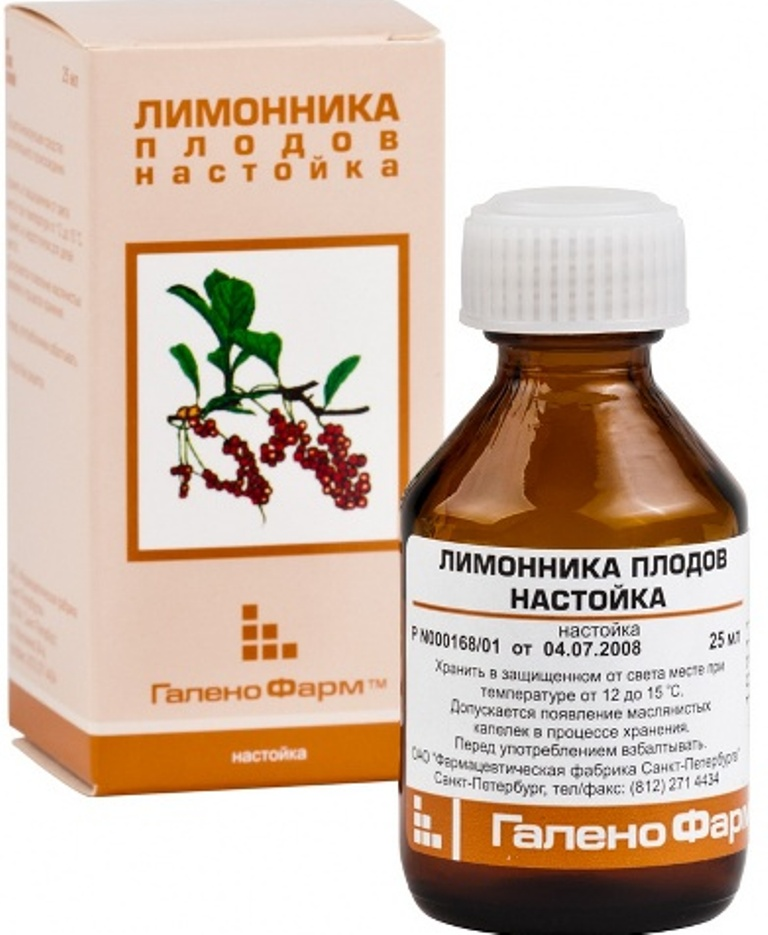 25 мл
ЛИМОННИКА
ПЛОДОВ
настойка
ГаленоФарм™
настойка
ЛИМОННИКА ПЛОДОВ
НАСТОЙКА
настойка
Р N000168/01 от 04.07.2008 25 мл
Хранить в защищенном от света месте при
температуре от 12 до 15 °С.
Допускается появление маслянистых
капелек в процессе хранения.
Перед употреблением взбалтывать.
ОАО "Фармацевтическая фабрика Санкт-Петербурга"
Санкт-Петербург, тел/факс: (812) 271 4434
ГаленоФарм